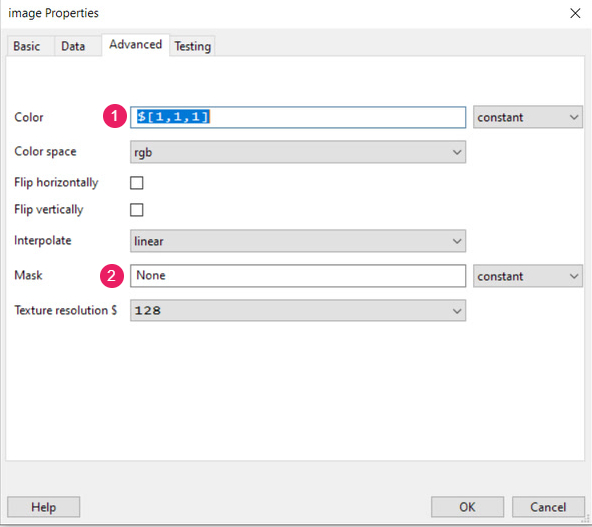 image Properties
Basic Data Advanced Testing
Color 1 $[1,1,1] constant
Color space rgb
Flip horizontally
Flip vertically
Interpolate linear
Mask 2 None constant
Texture resolution $ 128
Help OK Cancel